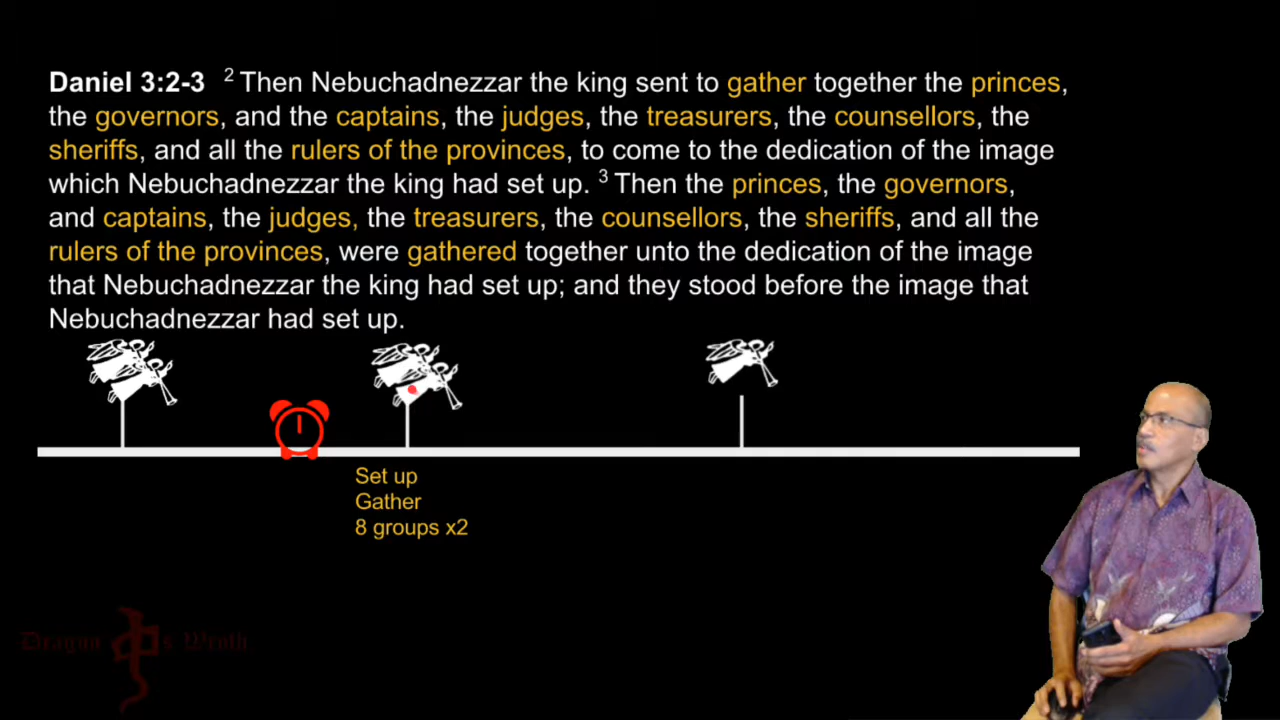 Daniel 3:2-3 2 Then Nebuchadnezzar the king sent to gather together the princes,
the governors, and the captains, the judges, the treasurers, the counsellors, the
sheriffs, and all the rulers of the provinces, to come to the dedication of the image
which Nebuchadnezzar the king had set up. 3 Then the princes, the governors,
and captains, the judges, the treasurers, the counsellors, the sheriffs, and all the
rulers of the provinces, were gathered together unto the dedication of the image
that Nebuchadnezzar the king had set up; and they stood before the image that
Nebuchadnezzar had set up.
Set up
Gather
8 groups x2
Dragon s Wroth